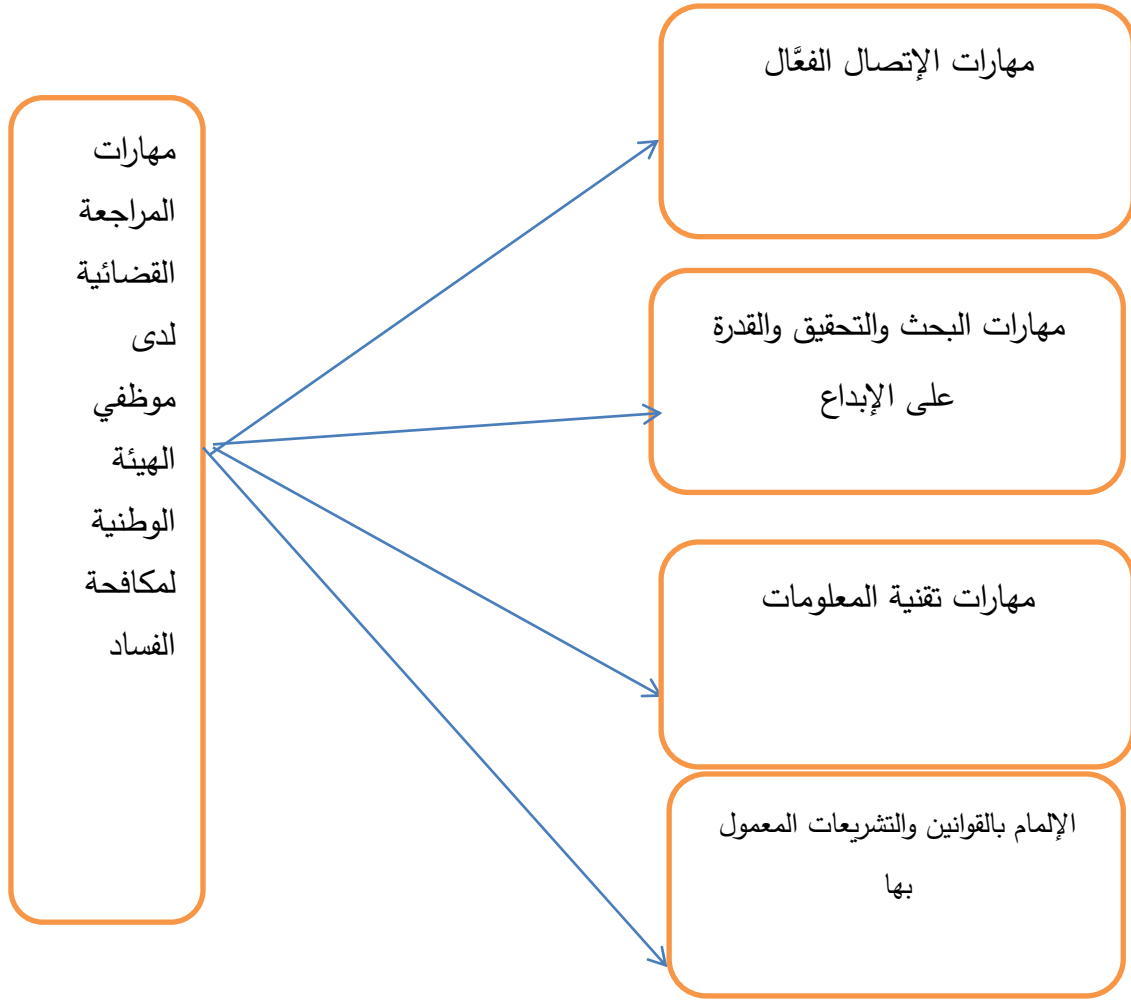 مهارات
المراجعة
القضائية
لدى
موظفي
الهيئة
الوطنية
لمكافحة
الفساد
مهارات الإتصال الفعَّال
مهارات البحث والتحقيق والقدرة
على الإبداع
مهارات تقنية المعلومات
الإلمام بالقوانين والتشريعات المعمول
بها